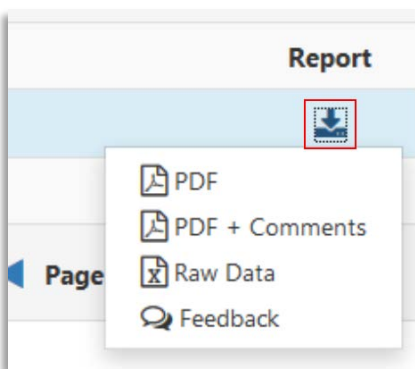 Report
PDF
PDF + Comments
Page
Raw Data
Feedback